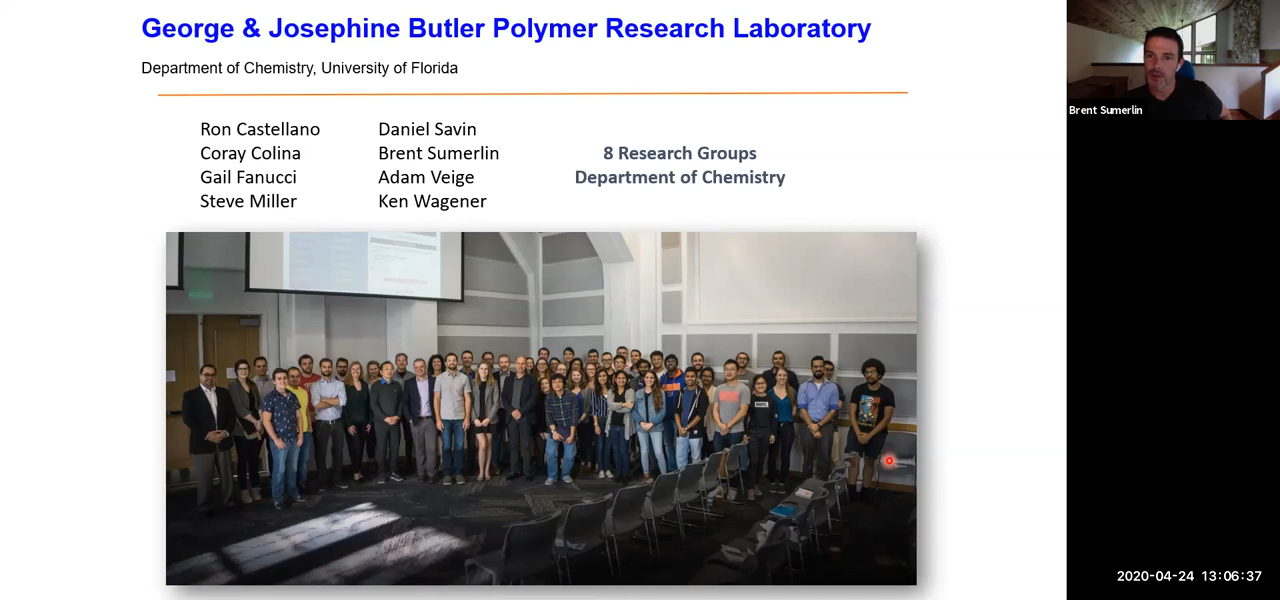 George & Josephine Butler Polymer Research Laboratory
Department of Chemistry, University of Florida
Ron Castellano
Coray Colina
Gail Fanucci
Steve Miller
Daniel Savin
Brent Sumerlin
Adam Veige
Ken Wagener
8 Research Groups
Department of Chemistry
Brent Sumerlin
2020-04-24 13:06:37